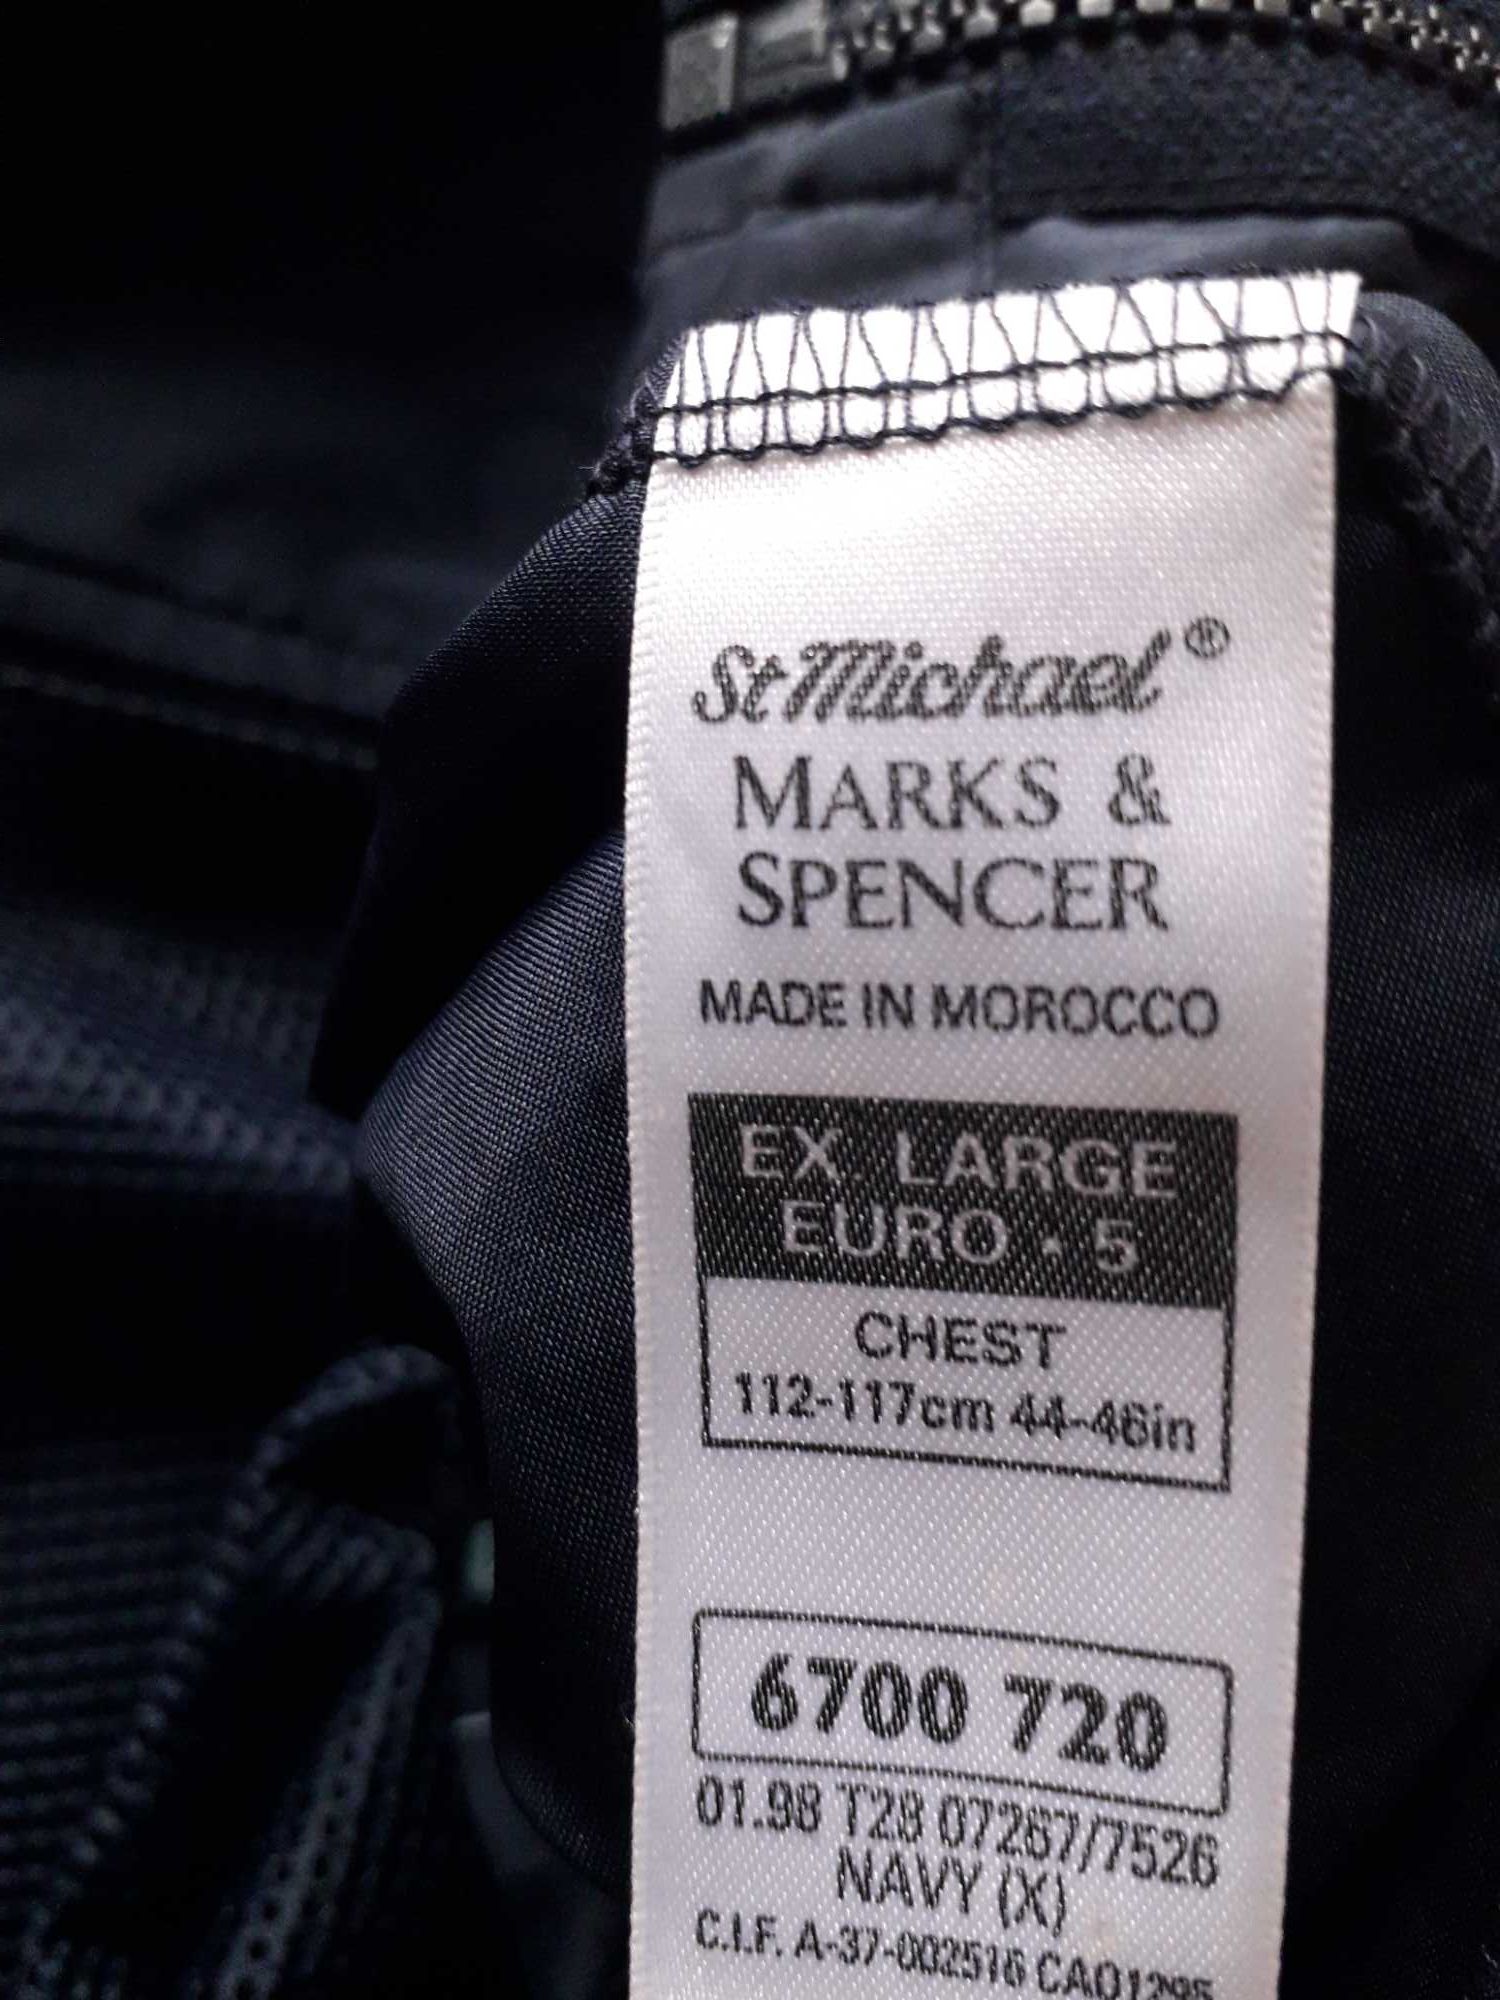 St Michael®
MARKS &
SPENCER
MADE IN MOROCCO
EX. LARGE
EURO · 5
CHEST
112-117cm 44-46in
6700 720
01.98 T28 07267/7526
NAVY (X)
C.I.F. A-37-002516 CAO1295